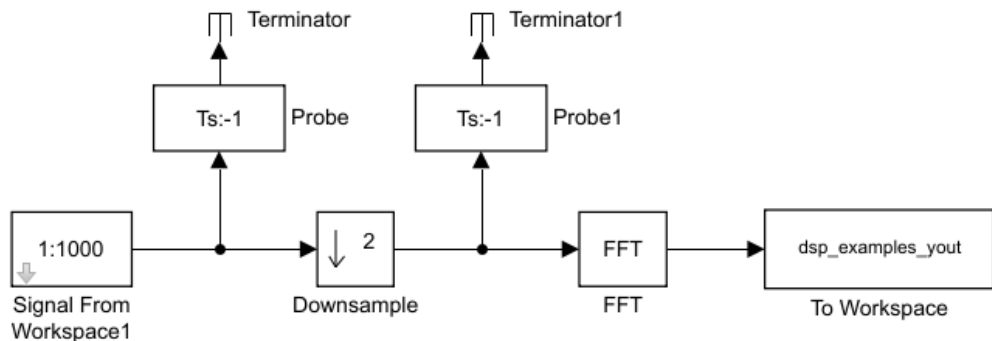 Terminator
Terminator1
Ts:-1
Probe
Ts:-1
Probe1
1:1000
2
FFT
dsp_examples_yout
Signal From
Workspace1
Downsample
FFT
To Workspace